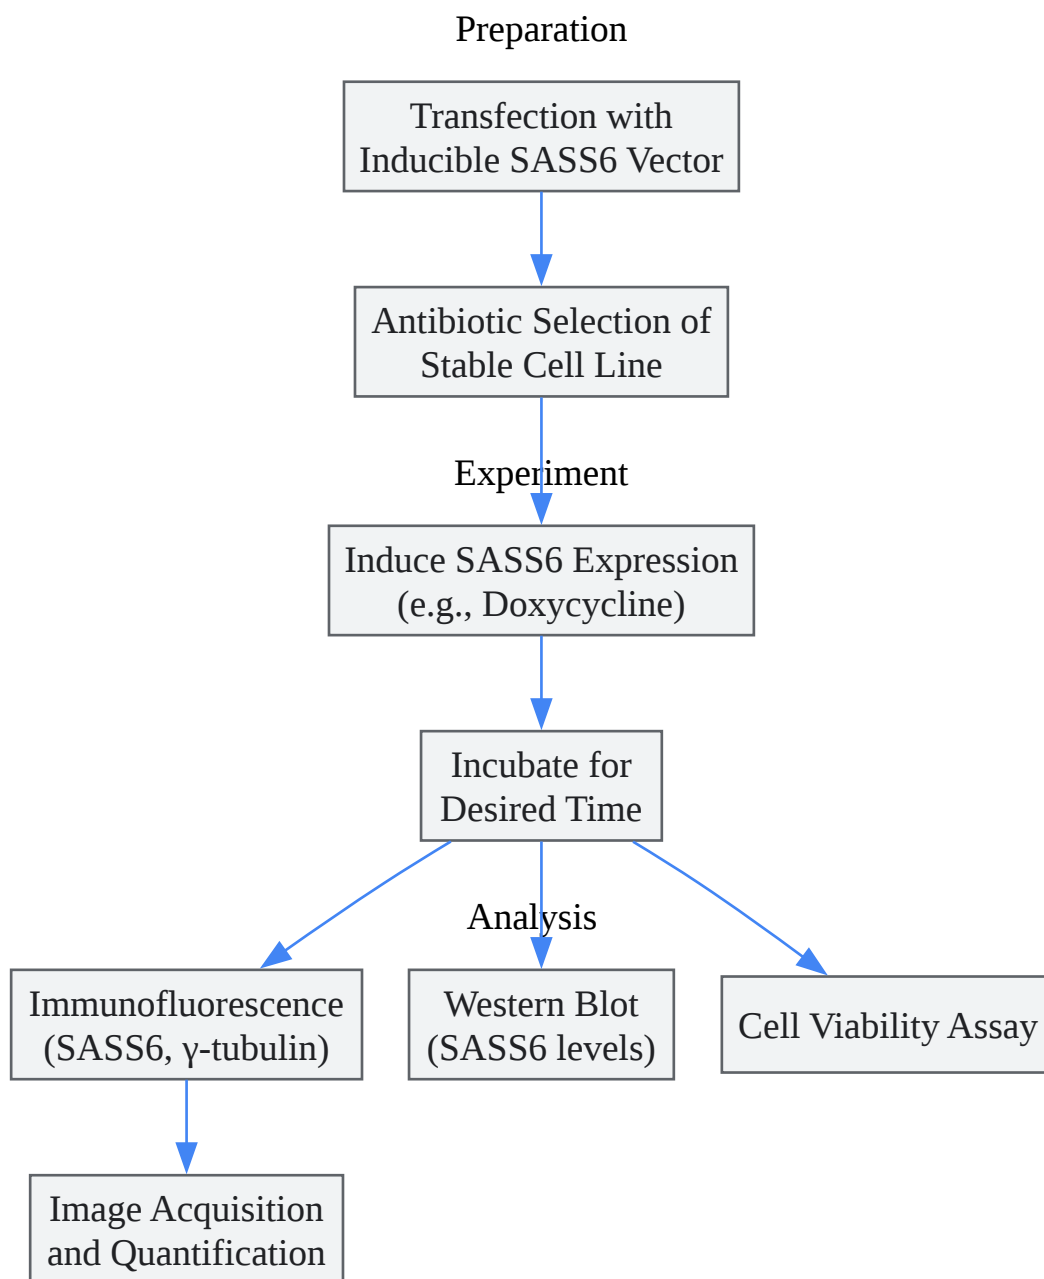 Preparation
Transfection with
Inducible SASS6 Vector
Antibiotic Selection of
Stable Cell Line
Experiment
Induce SASS6 Expression
(e.g., Doxycycline)
Incubate for
Desired Time
Analysis
Immunofluorescence
(SASS6, γ-tubulin)
Western Blot
(SASS6 levels)
Cell Viability Assay
Image Acquisition
and Quantification